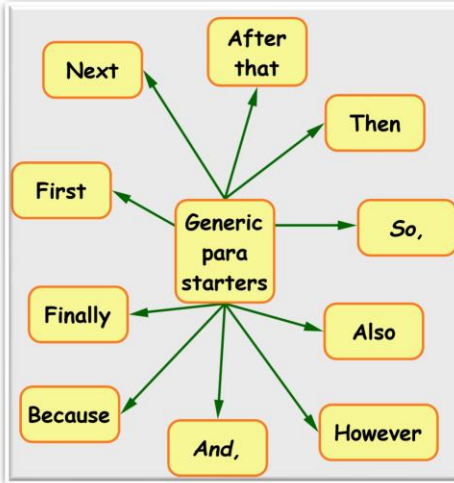 After
that
Next
Then
First
Generic
para
starters
So,
Finally
Also
Because
And,
However